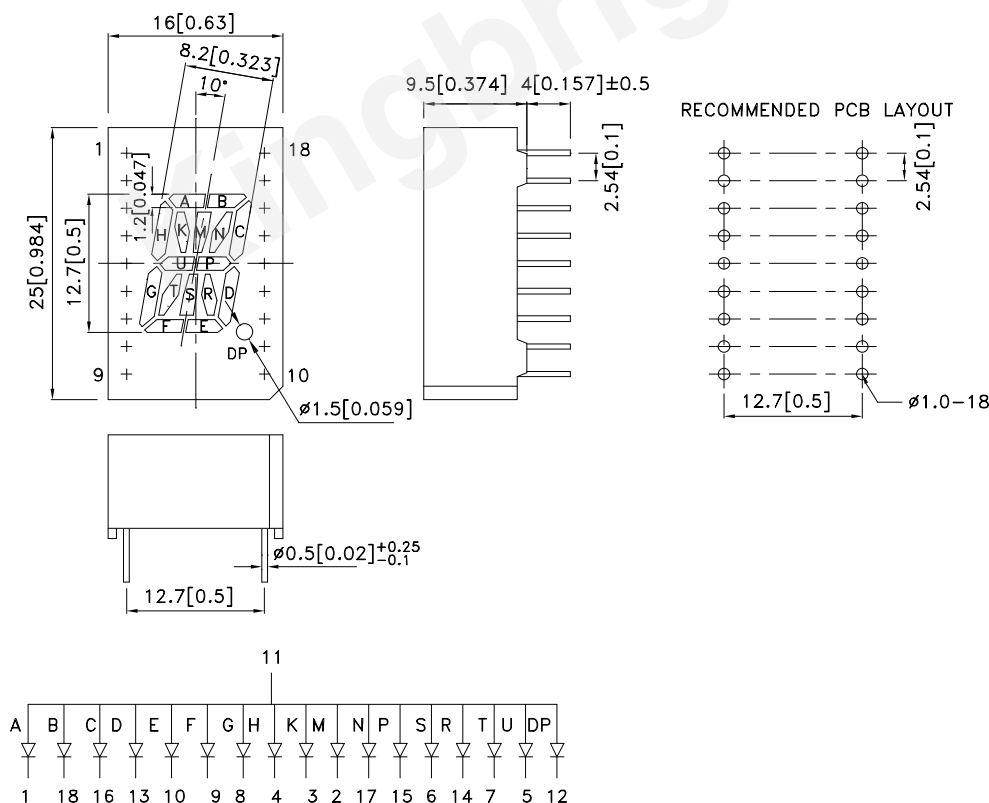 Kingbrig
16[0.63]
8.2[0.323]
10°
9.5[0.374] 4[0.157]±0.5
RECOMMENDED PCB LAYOUT
1
18
2.54[0.1]
2.54[0.1]
1.2[0.047]
12.7[0.5]
25[0.984]
A B
H K M N C
U P
G T S R D
F E
DP
9
10
ø1.5[0.059]
12.7[0.5]
ø1.0-18
ø0.5[0.02]+0.25 -0.1
12.7[0.5]
11
A B C D E F G H K M N P S R T U DP
1 18 16 13 10 9 8 4 3 2 17 15 6 14 7 5 12